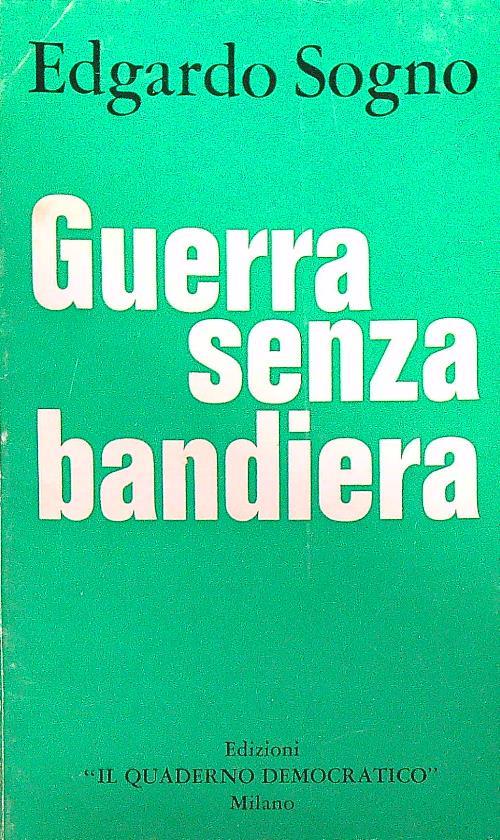 Edgardo Sogno
Guerra
senza
bandiera
Edizioni
“IL QUADERNO DEMOCRATICO”
Milano